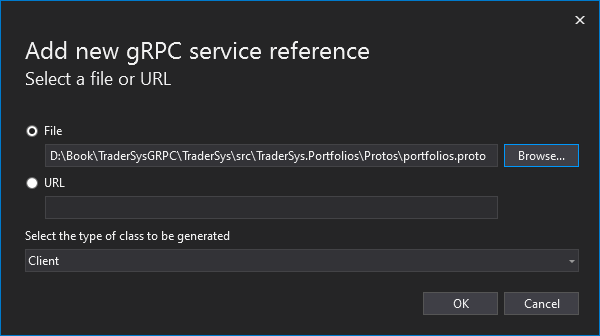 Add new gRPC service reference
Select a file or URL
File
D:\Book\TraderSysGRPC\TraderSys\src\TraderSys.Portfolios\Protos\portfolios.proto
Browse...
URL
Select the type of class to be generated
Client
OK
Cancel